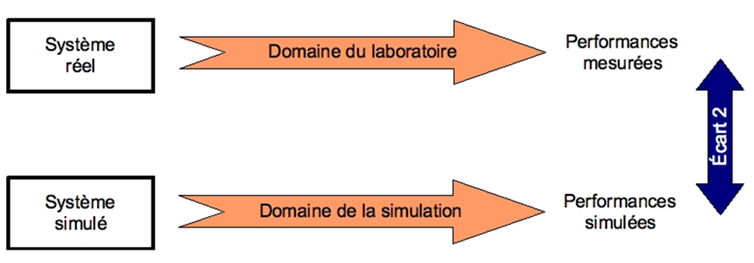 Système
réel
Domaine du laboratoire
Performances
mesurées
Écart 2
Système
simulé
Domaine de la simulation
Performances
simulées